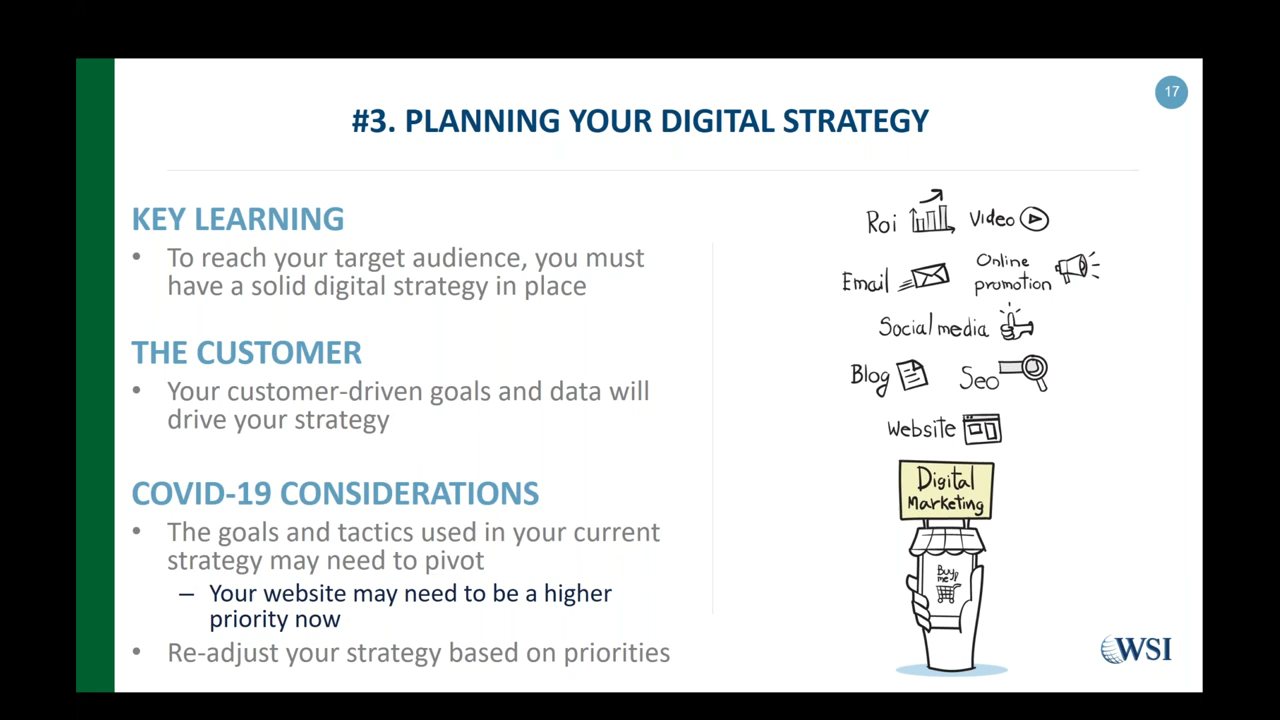 17
#3. PLANNING YOUR DIGITAL STRATEGY
KEY LEARNING
• To reach your target audience, you must
have a solid digital strategy in place
THE CUSTOMER
• Your customer-driven goals and data will
drive your strategy
COVID-19 CONSIDERATIONS
• The goals and tactics used in your current
strategy may need to pivot
– Your website may need to be a higher
priority now
• Re-adjust your strategy based on priorities
Roi
Video
Email
Online
promotion
Social media
Blog
Seo
Website
Digital
Marketing
Buy
me!
WSI